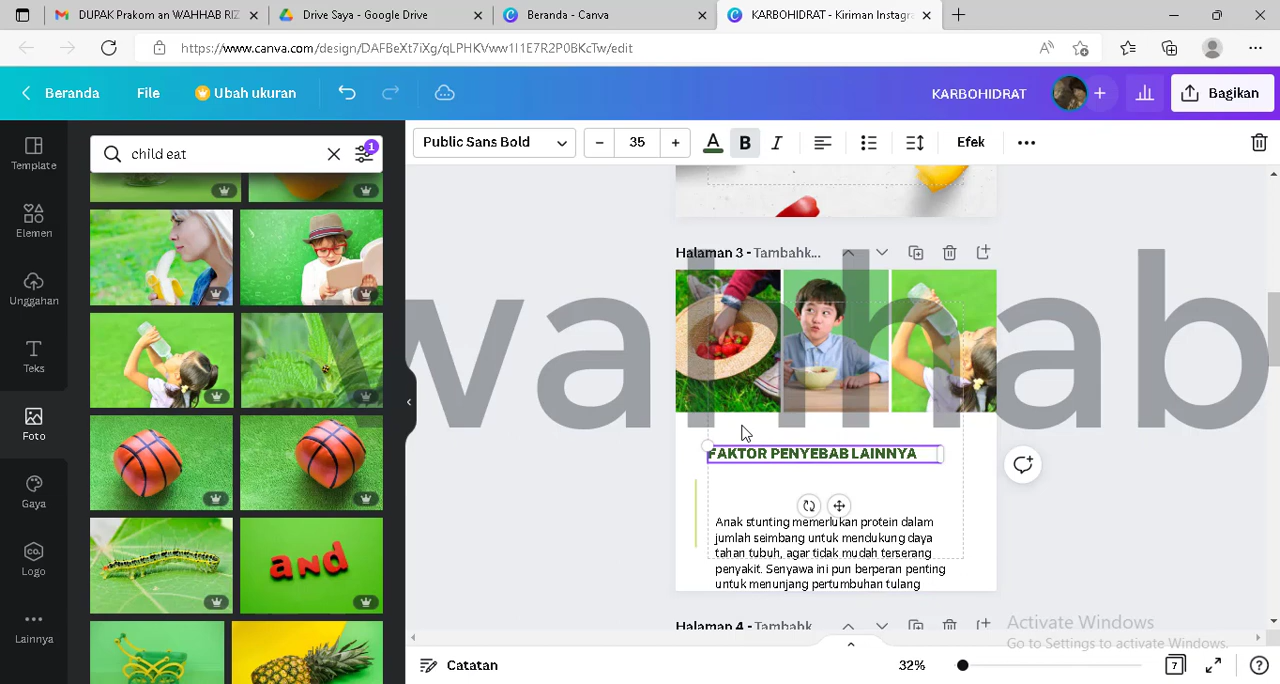 DUPAK Prakom an WAHHAB RIZ
Drive Saya - Google Drive
Beranda - Canva
KARBOHIDRAT - Kiriman Instagra
https://www.canva.com/design/DAFBeXt7iXg/qLPHKVww1I1E7R2P0BKcTw/edit
Beranda
File
Ubah ukuran
KARBOHIDRAT
Bagikan
Template
Elemen
Unggahan
Teks
Foto
Gaya
co.
Logo
Lainnya
child eat
1
and
Public Sans Bold
35
A
B
I
Efek
Halaman 3 - Tambahk...
wahhab
FAKTOR PENYEBAB LAINNYA
Anak stunting memerlukan protein dalam
jumlah seimbang untuk mendukung daya
tahan tubuh, agar tidak mudah terserang
penyakit. Senyawa ini pun berperan penting
untuk menunjang pertumbuhan tulang
Halaman 4 - Tambahk
Activate Windows
Go to Settings to activate Windows.
Catatan
32%
7